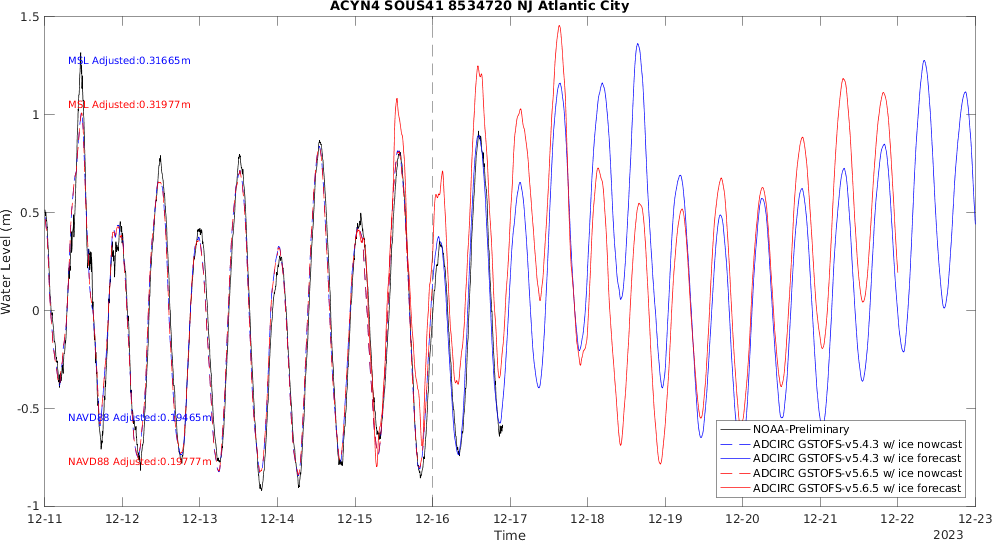 ACYN4 SOUS41 8534720 NJ Atlantic City
1.5
1
0.5
0
-0.5
-1
Water Level (m)
MSL Adjusted:0.31665m
MSL Adjusted:0.31977m
NAVD88 Adjusted:0.19465m
NAVD88 Adjusted:0.19777m
NOAA-Preliminary
ADCIRC GSTOFS-v5.4.3 w/ ice nowcast
ADCIRC GSTOFS-v5.4.3 w/ ice forecast
ADCIRC GSTOFS-v5.6.5 w/ ice nowcast
ADCIRC GSTOFS-v5.6.5 w/ ice forecast
12-11 12-12 12-13 12-14 12-15 12-16 12-17 12-18 12-19 12-20 12-21 12-22 12-23
Time
2023